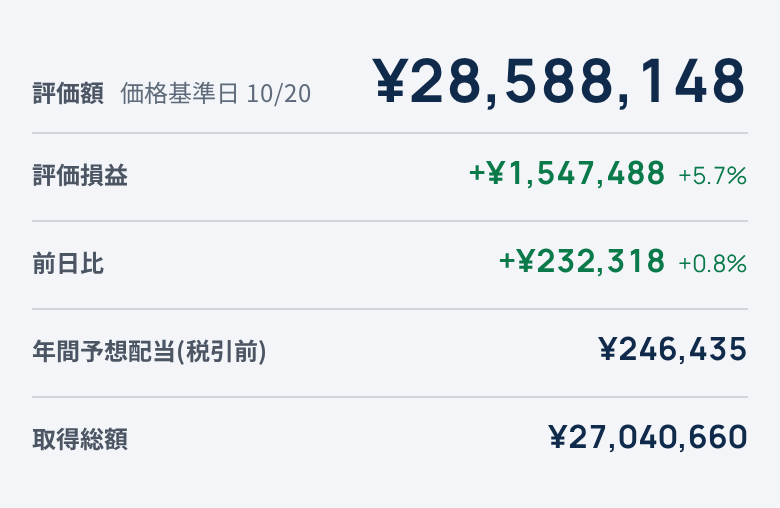 評価額 価格基準日 10/20 ¥28,588,148
評価損益 +¥1,547,488 +5.7%
前日比 +¥232,318 +0.8%
年間予想配当(税引前) ¥246,435
取得総額 ¥27,040,660